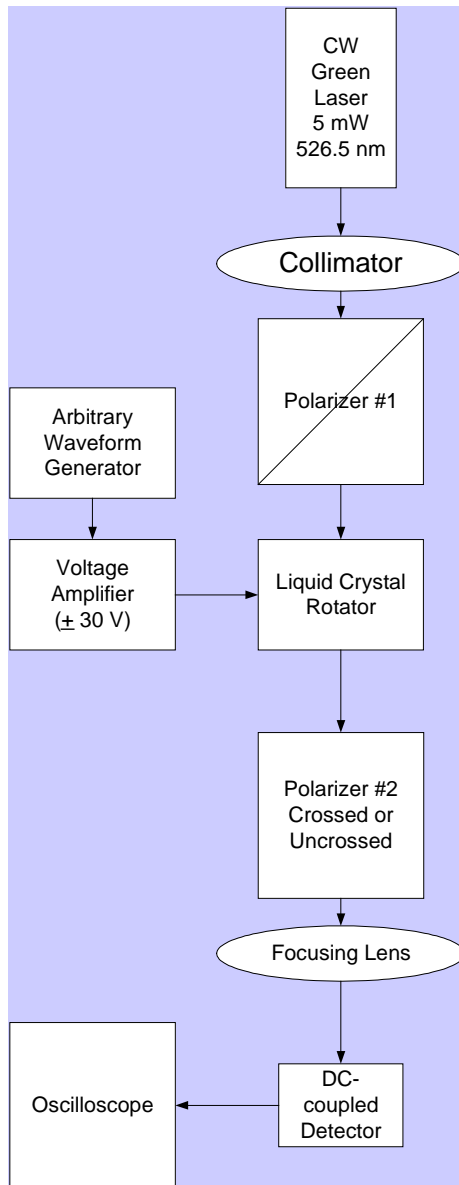 CW
Green
Laser
5 mW
526.5 nm
Collimator
Polarizer #1
Arbitrary
Waveform
Generator
Voltage
Amplifier
(± 30 V)
Liquid Crystal
Rotator
Polarizer #2
Crossed or
Uncrossed
Focusing Lens
DC-
coupled
Detector
Oscilloscope